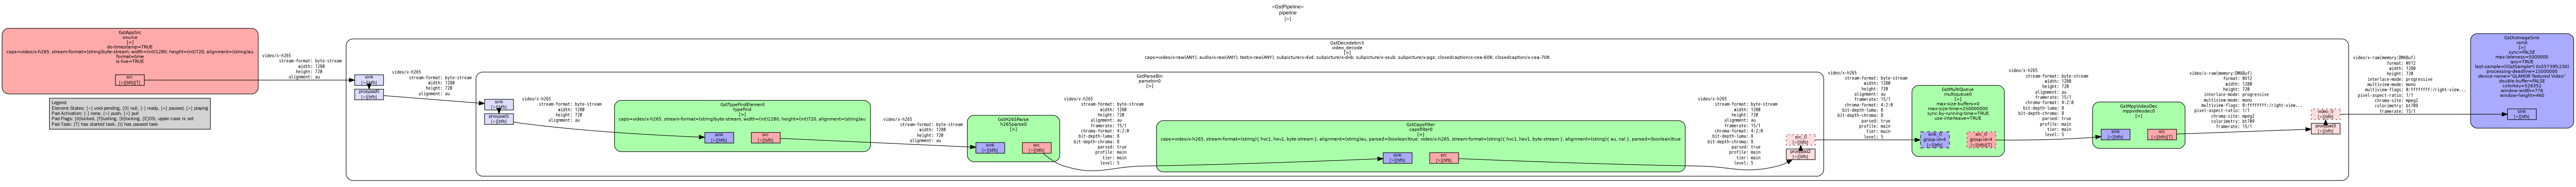 <GstPipeline>
pipeline
[>]
GstAppSrc
source
[>]
do-timestamp=TRUE
caps=video/x-h265, stream-format=(string)byte-stream, width=(int)1280, height=(int)720, alignment=(string)au
format=time
is-live=TRUE
src
[>][bfb][T]
Legend
Element-States: [~] void-pending, [0] null, [-] ready, [=] paused, [>] playing
Pad-Activation: [-] none, [>] push, [<] pull
Pad-Flags: [b]locked, [f]lushing, [b]locking, [E]OS; upper-case is set
Pad-Task: [T] has started task, [t] has paused task
video/x-h265
stream-format: byte-stream
width: 1280
height: 720
alignment: au
GstDecodebin3
video_decode
[>]
caps=video/x-raw(ANY); audio/x-raw(ANY); text/x-raw(ANY); subpicture/x-dvd; subpicture/x-dvb; subpicture/x-xsub; subpicture/x-pgs; closedcaption/x-cea-608; closedcaption/x-cea-708
sink
[>][bfb]
proxypad0
[>][bfb]
video/x-h265
stream-format: byte-stream
width: 1280
height: 720
alignment: au
GstParseBin
parsebin0
[>]
sink
[>][bfb]
proxypad1
[>][bfb]
video/x-h265
stream-format: byte-stream
width: 1280
height: 720
alignment: au
GstTypeFindElement
typefind
[>]
caps=video/x-h265, stream-format=(string)byte-stream, width=(int)1280, height=(int)720, alignment=(string)au
sink
[>][bfb]
src
[>][bfb]
video/x-h265
stream-format: byte-stream
width: 1280
height: 720
alignment: au
GstH265Parse
h265parse0
[>]
sink
[>][bfb]
src
[>][bfb]
video/x-h265
stream-format: byte-stream
width: 1280
height: 720
alignment: au
framerate: 15/1
chroma-format: 4:2:0
bit-depth-luma: 8
bit-depth-chroma: 8
parsed: true
profile: main
tier: main
level: 5
GstCapsFilter
capsfilter0
[>]
caps=video/x-h265, stream-format=(string){ hvc1, hev1, byte-stream }, alignment=(string)au, parsed=(boolean)true; video/x-h265, stream-format=(string){ hvc1, hev1, byte-stream }, alignment=(string){ au, nal }, parsed=(boolean)true
sink
[>][bfb]
src
[>][bfb]
video/x-h265
stream-format: byte-stream
width: 1280
height: 720
alignment: au
framerate: 15/1
chroma-format: 4:2:0
bit-depth-luma: 8
bit-depth-chroma: 8
parsed: true
profile: main
tier: main
level: 5
src_0
[>][bfb]
proxypad2
[>][bfb]
video/x-h265
stream-format: byte-stream
width: 1280
height: 720
alignment: au
framerate: 15/1
chroma-format: 4:2:0
bit-depth-luma: 8
bit-depth-chroma: 8
parsed: true
profile: main
tier: main
level: 5
GstMultiQueue
multiqueue0
[>]
max-size-buffers=0
sync-by-running-time=TRUE
use-interleave=TRUE
sink_0
group-id=4
[>][bfb]
src_0
group-id=4
[>][bfb][T]
video/x-h265
stream-format: byte-stream
width: 1280
height: 720
alignment: au
framerate: 15/1
chroma-format: 4:2:0
bit-depth-luma: 8
bit-depth-chroma: 8
parsed: true
profile: main
tier: main
level: 5
GstMppVideoDec
mppvideodec0
[>]
sink
[>][bfb]
src
[>][bfb][T]
video/x-raw(memory:DMABuf)
format: NV12
width: 1280
height: 720
interlace-mode: progressive
multiview-mode: mono
multiview-flags: 0:ffffffff:/right-view...
pixel-aspect-ratio: 1/1
chroma-site: mpeg2
colorimetry: bt709
framerate: 15/1
video_0
[>][bfb]
proxypad3
[>][bfb]
video/x-raw(memory:DMABuf)
format: NV12
width: 1280
height: 720
interlace-mode: progressive
multiview-mode: mono
multiview-flags: 0:ffffffff:/right-view...
pixel-aspect-ratio: 1/1
chroma-site: mpeg2
colorimetry: bt709
framerate: 15/1
GstXvImageSink
vsink
[>]
sync=FALSE
max-lateness=5000000
qos=TRUE
processing-deadline=15000000
device-name="GLAMOR Textured Video"
double-buffer=FALSE
colorkey=526352
window-width=776
window-height=460
sink
[>][bfb]